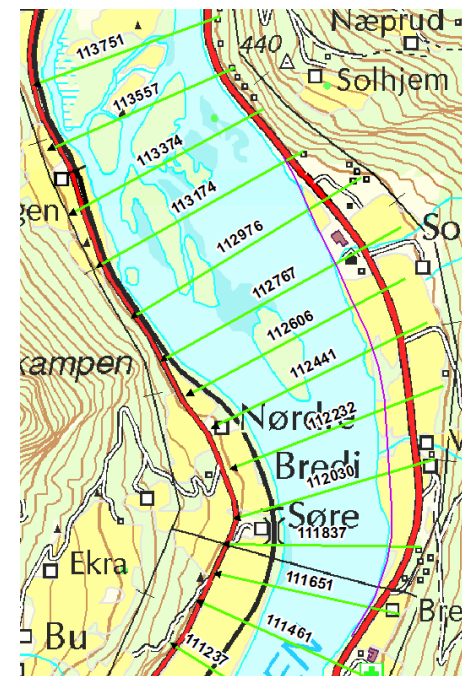 Næprud
440
113751
Solhjem
113557
113374
113174
gen
112976
So
112767
112606
kampen
112441
Nørdre
112232
Bredi
112030
Søre
111837
Ekra
111651
Bre
Bu
111461
111237
EN